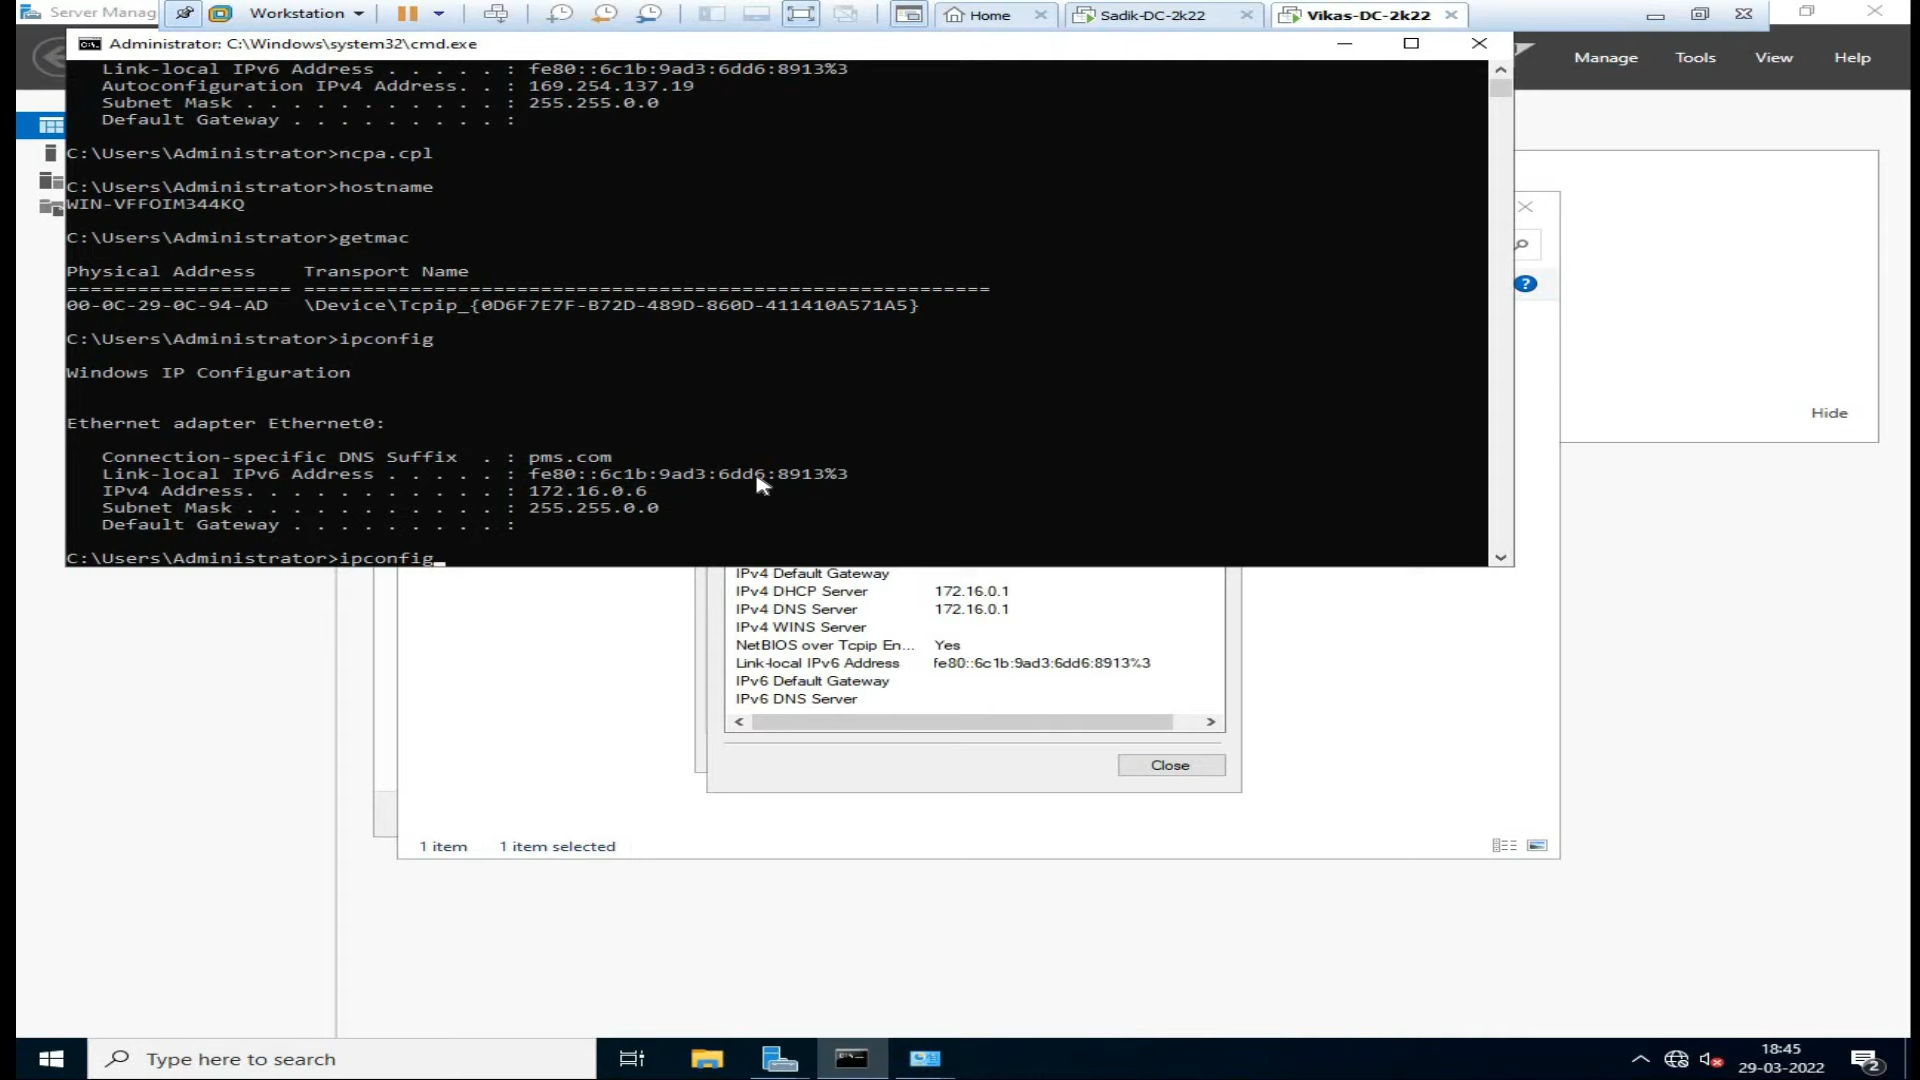 Server Manag
Workstation
Home
Sadik-DC-2k22
Vikas-DC-2k22
Manage
Tools
View
Help
Administrator: C:\Windows\system32\cmd.exe
Link-local IPv6 Address . . . . . : fe80::6c1b:9ad3:6dd6:8913%3
Autoconfiguration IPv4 Address. . : 169.254.137.19
Subnet Mask . . . . . . . . . . . : 255.255.0.0
Default Gateway . . . . . . . . . :
C:\Users\Administrator>ncpa.cpl
C:\Users\Administrator>hostname
WIN-VFFOIM344KQ
C:\Users\Administrator>getmac
Physical Address    Transport Name
=================== ==========================================================
00-0C-29-0C-94-AD   \Device\Tcpip_{0D6F7E7F-B72D-489D-860D-411410A571A5}
C:\Users\Administrator>ipconfig
Windows IP Configuration
Ethernet adapter Ethernet0:
Connection-specific DNS Suffix  . : pms.com
Link-local IPv6 Address . . . . . : fe80::6c1b:9ad3:6dd6:8913%3
IPv4 Address. . . . . . . . . . . : 172.16.0.6
Subnet Mask . . . . . . . . . . . : 255.255.0.0
Default Gateway . . . . . . . . . :
C:\Users\Administrator>ipconfig_
Hide
IPv4 Default Gateway
IPv4 DHCP Server 172.16.0.1
IPv4 DNS Server 172.16.0.1
IPv4 WINS Server
NetBIOS over Tcpip En... Yes
Link-local IPv6 Address fe80::6c1b:9ad3:6dd6:8913%3
IPv6 Default Gateway
IPv6 DNS Server
Close
1 item 1 item selected
Type here to search
18:45
29-03-2022
2